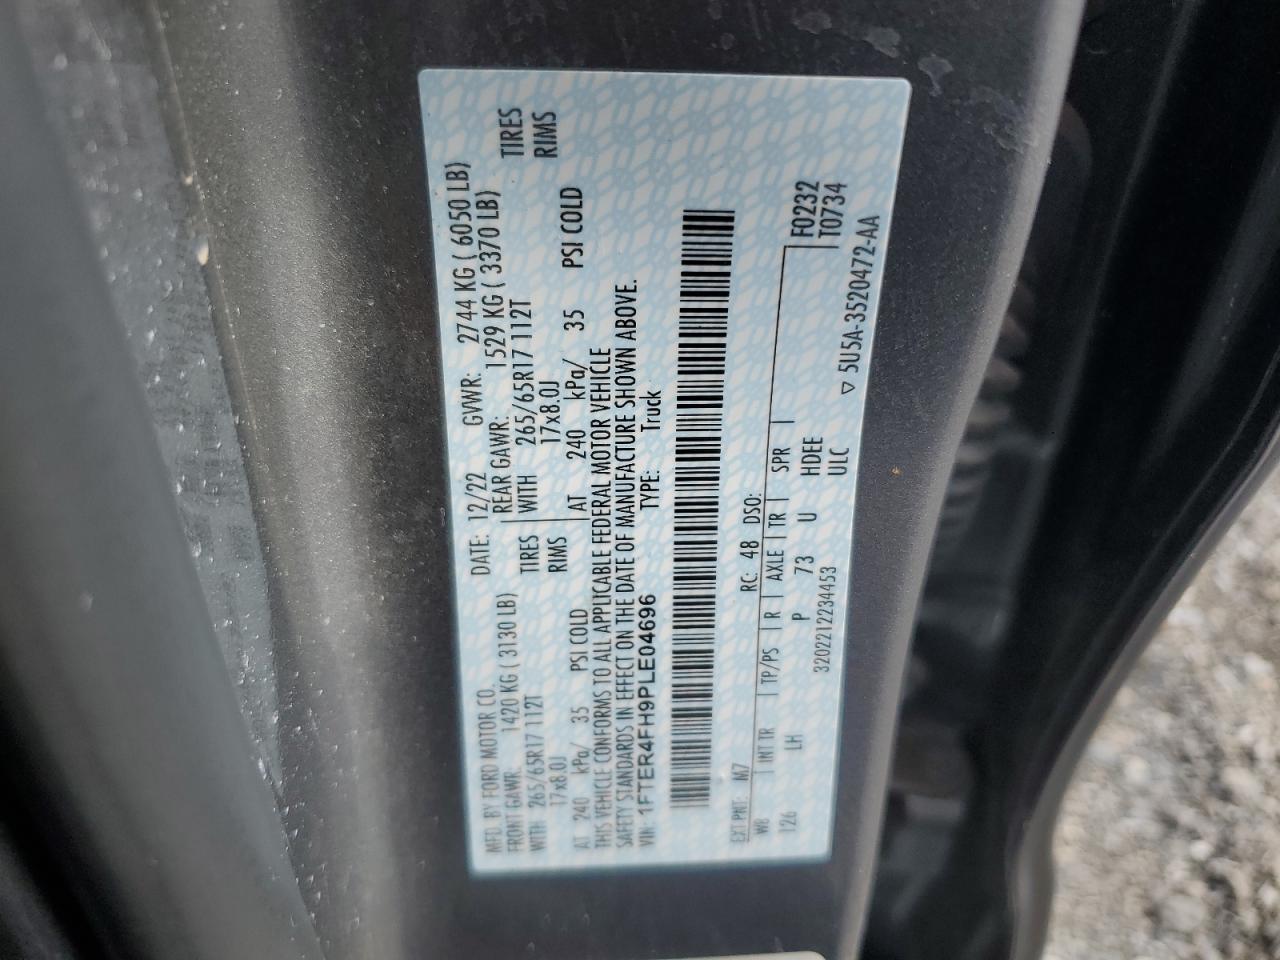 MFD. BY FORD MOTOR CO.
DATE: 12/22 GVWR: 2744 KG ( 6050 LB)
FRONT GAWR: 1420 KG ( 3130 LB) REAR GAWR: 1529 KG ( 3370 LB)
WITH 265/65R17 112T TIRES WITH 265/65R17 112T TIRES
17x8.0J RIMS 17x8.0J RIMS
AT 240 kPa/ 35 PSI COLD AT 240 kPa/ 35 PSI COLD
THIS VEHICLE CONFORMS TO ALL APPLICABLE FEDERAL MOTOR VEHICLE
SAFETY STANDARDS IN EFFECT ON THE DATE OF MANUFACTURE SHOWN ABOVE.
VIN: 1FTER4FH9PLE04696 TYPE: Truck
EXT PNT: M7 RC: 48 DSO:
WB INT TR TP/PS R AXLE TR SPR F0232
126 LH P 73 U HDEE T0734
ULC
3202212234453 ▽ 5U5A-3520472-AA